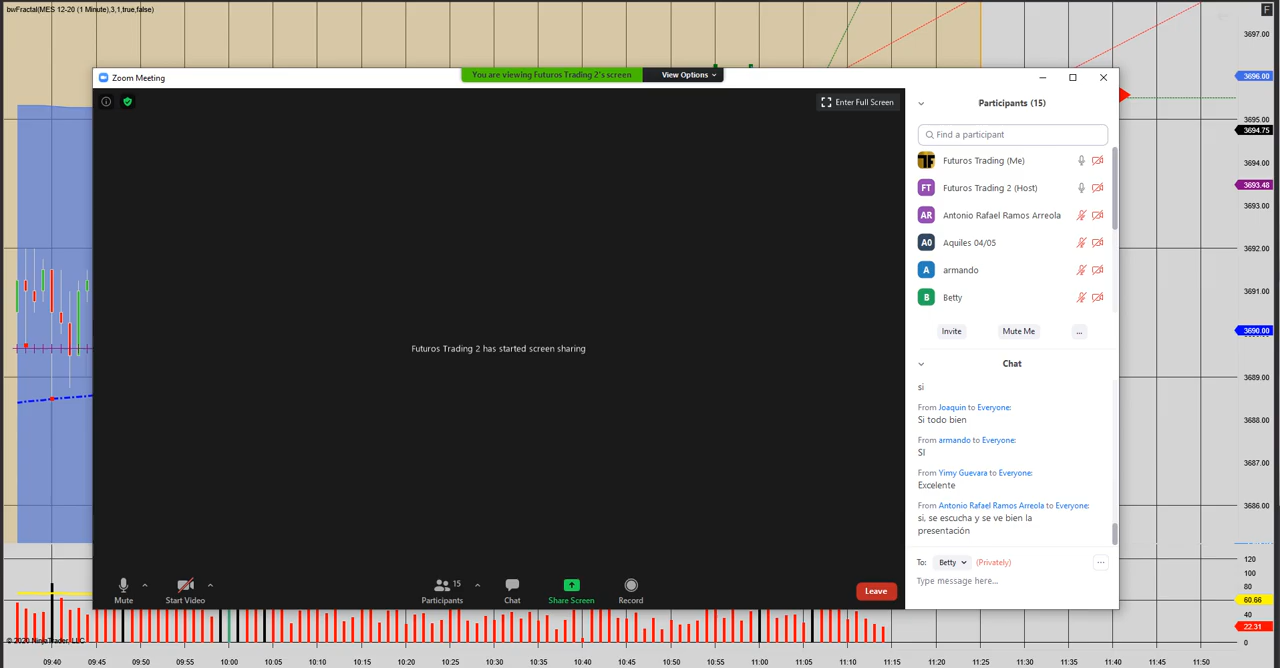 bwFractal(MES 12-20 (1 Minute),3,1,true,false)
F
3697.00
3696.00
3695.00
3694.75
3694.00
3693.48
3693.00
3692.00
3691.00
3690.00
3689.00
3688.00
3687.00
3686.00
120
100
80
60.66
40
22.31
0
Zoom Meeting
You are viewing Futuros Trading 2's screen
View Options
Enter Full Screen
Futuros Trading 2 has started screen sharing
Participants (15)
Find a participant
Futuros Trading (Me)
FT Futuros Trading 2 (Host)
AR Antonio Rafael Ramos Arreola
A0 Aquiles 04/05
A armando
B Betty
Invite
Mute Me
...
Chat
si
From Joaquin to Everyone:
Si todo bien
From armando to Everyone:
SI
From Yimy Guevara to Everyone:
Excelente
From Antonio Rafael Ramos Arreola to Everyone:
si, se escucha y se ve bien la
presentación
To: Betty (Privately)
Type message here...
Mute
Start Video
15
Participants
Chat
Share Screen
Record
Leave
© 2020 NinjaTrader, LLC
09:40 09:45 09:50 09:55 10:00 10:05 10:10 10:15 10:20 10:25 10:30 10:35 10:40 10:45 10:50 10:55 11:00 11:05 11:10 11:15 11:20 11:25 11:30 11:35 11:40 11:45 11:50